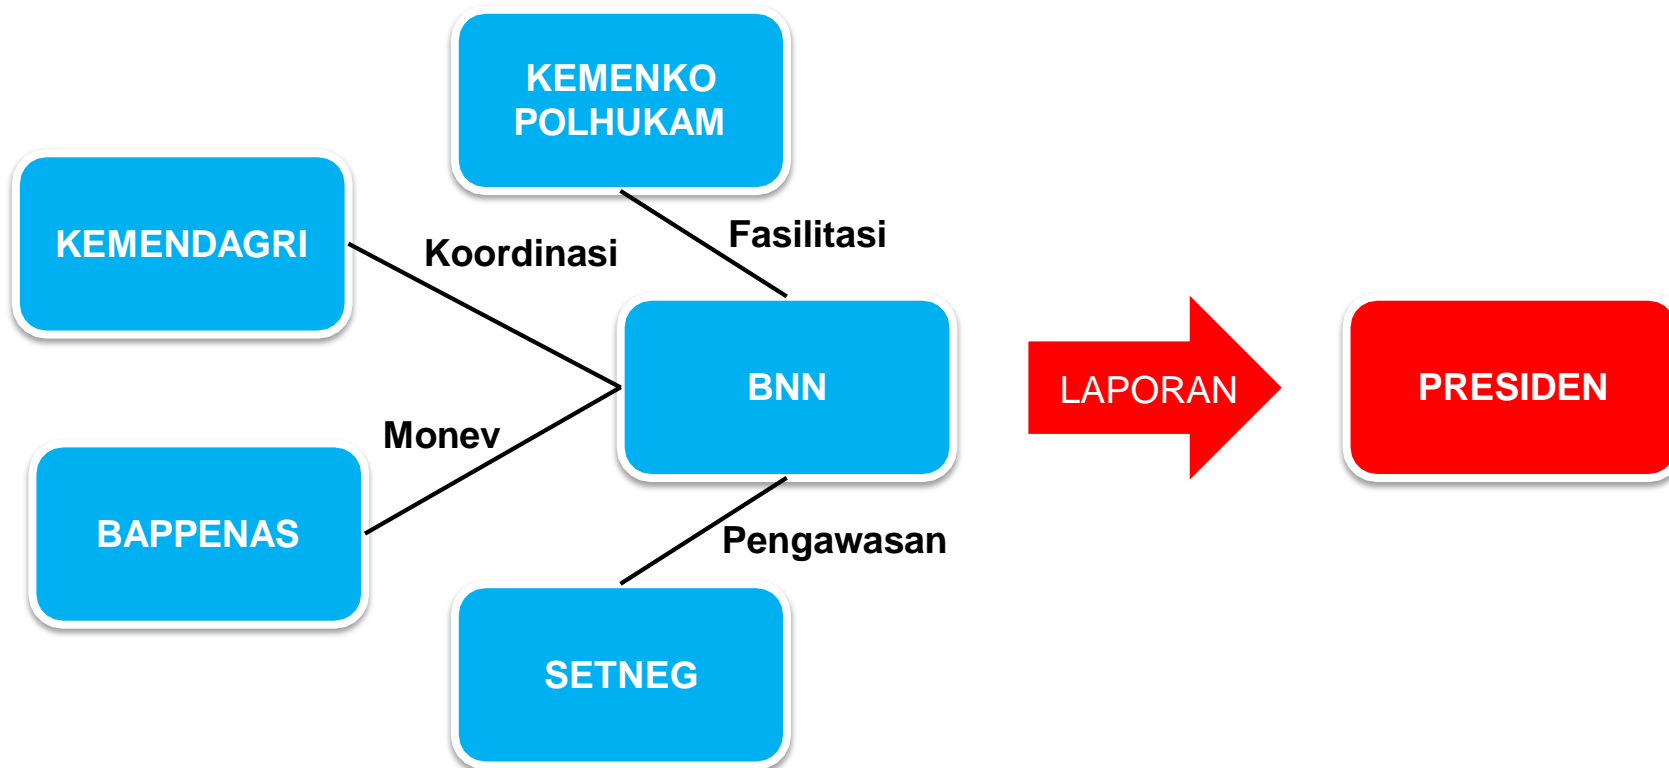 KEMENKO
POLHUKAM
KEMENDAGRI
Koordinasi
Fasilitasi
BNN
LAPORAN
PRESIDEN
Monev
BAPPENAS
Pengawasan
SETNEG